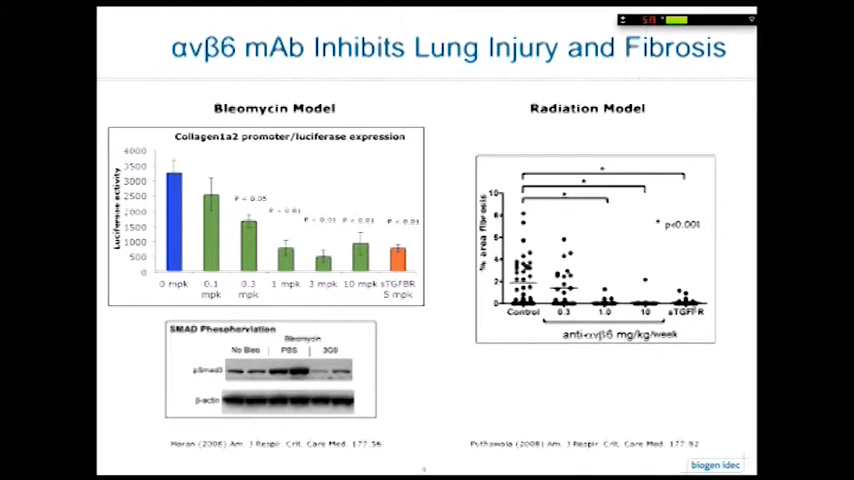 αvβ6 mAb Inhibits Lung Injury and Fibrosis
Bleomycin Model
Collagen1a2 promoter/luciferase expression
Luciferase activity
4000
3500
3000
2500
2000
1500
1000
500
0
P < 0.05
P < 0.01
P < 0.01
P < 0.01
P < 0.01
0 mpk
0.1 mpk
0.3 mpk
1 mpk
3 mpk
10 mpk
sTGFBR 5 mpk
SMAD Phosphorylation
Bleomycin
No Bleo
PBS
3G9
pSmad3
β-actin
Horan (2008) Am. J Respir. Crit. Care Med. 177:56
Radiation Model
% area fibrosis
10
8
6
4
2
0
*
*
*
* p<0.001
Control
0.3
1.0
10
sTGFβR
anti-αvβ6 mg/kg/week
Puthawala (2008) Am. J Respir. Crit. Care Med. 177:82
9
biogen idec